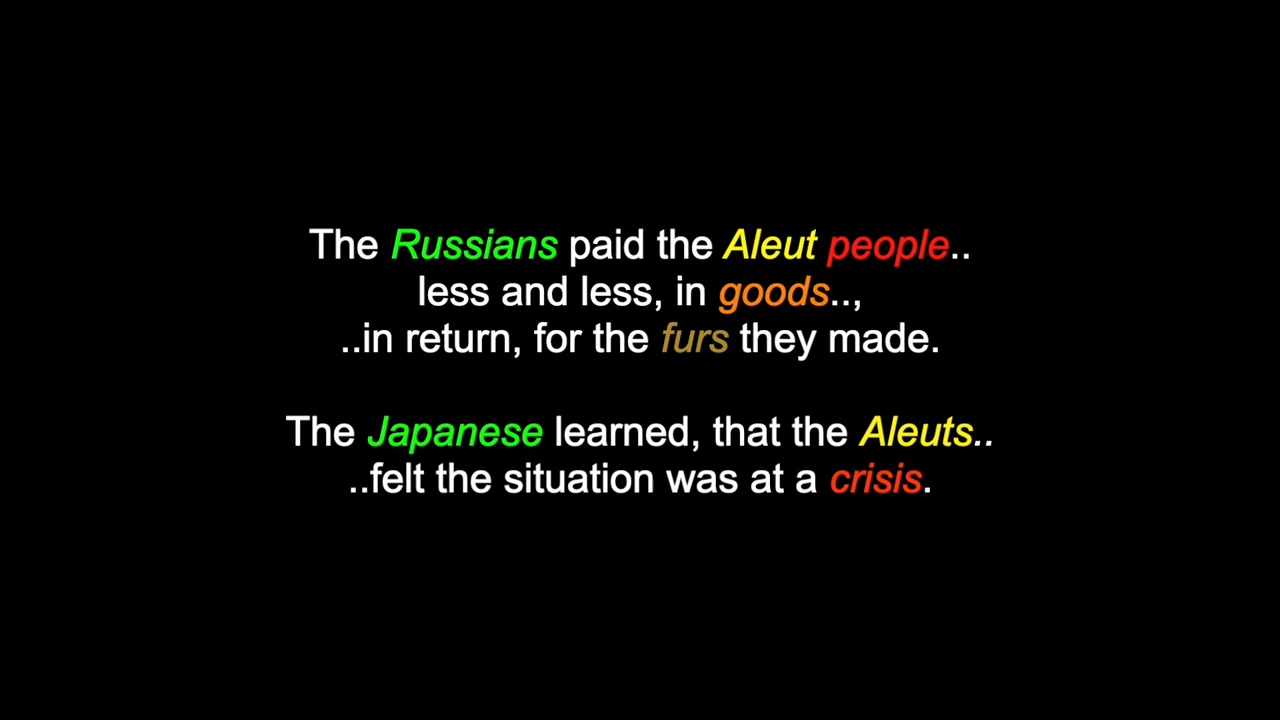 The Russians paid the Aleut people..
less and less, in goods..,
..in return, for the furs they made.
The Japanese learned, that the Aleuts..
..felt the situation was at a crisis.